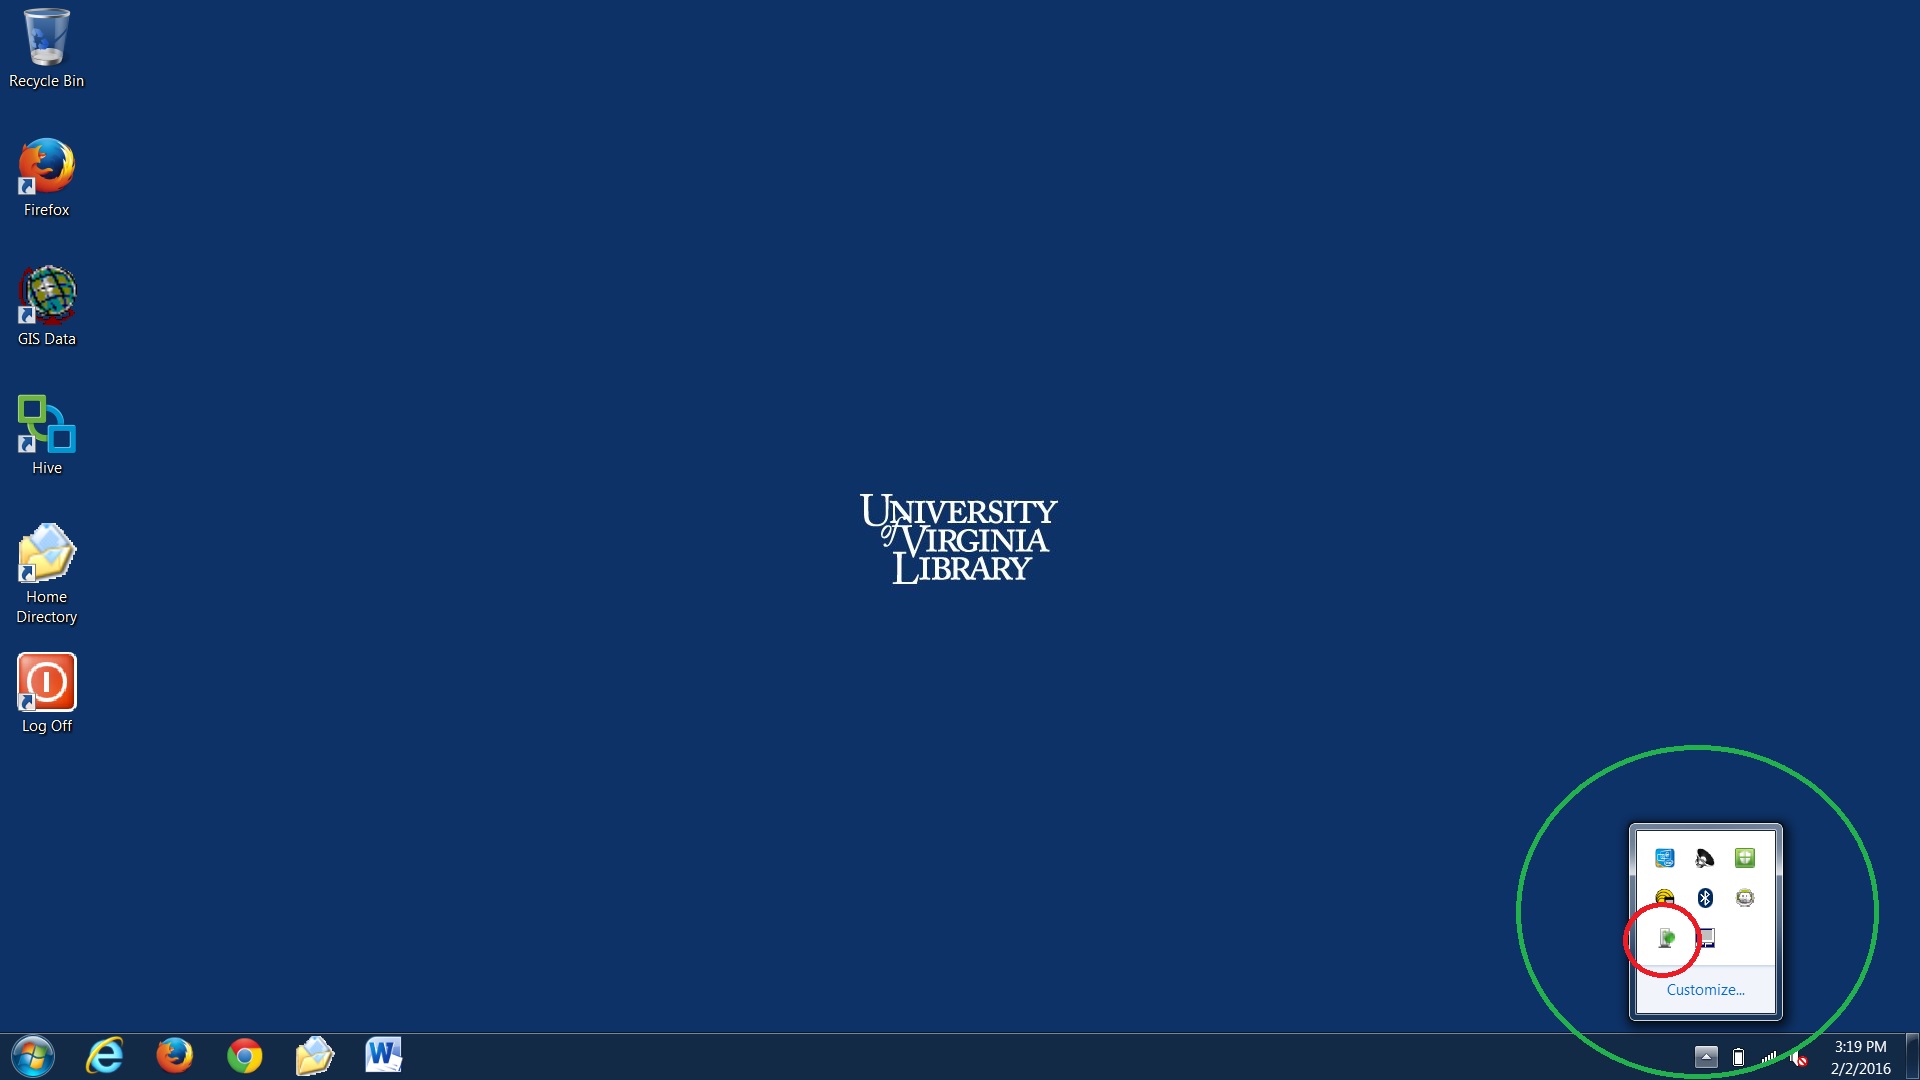 Recycle Bin
Firefox
GIS Data
Hive
Home
Directory
Log Off
UNIVERSITY
of VIRGINIA
LIBRARY
Customize...
3:19 PM
2/2/2016